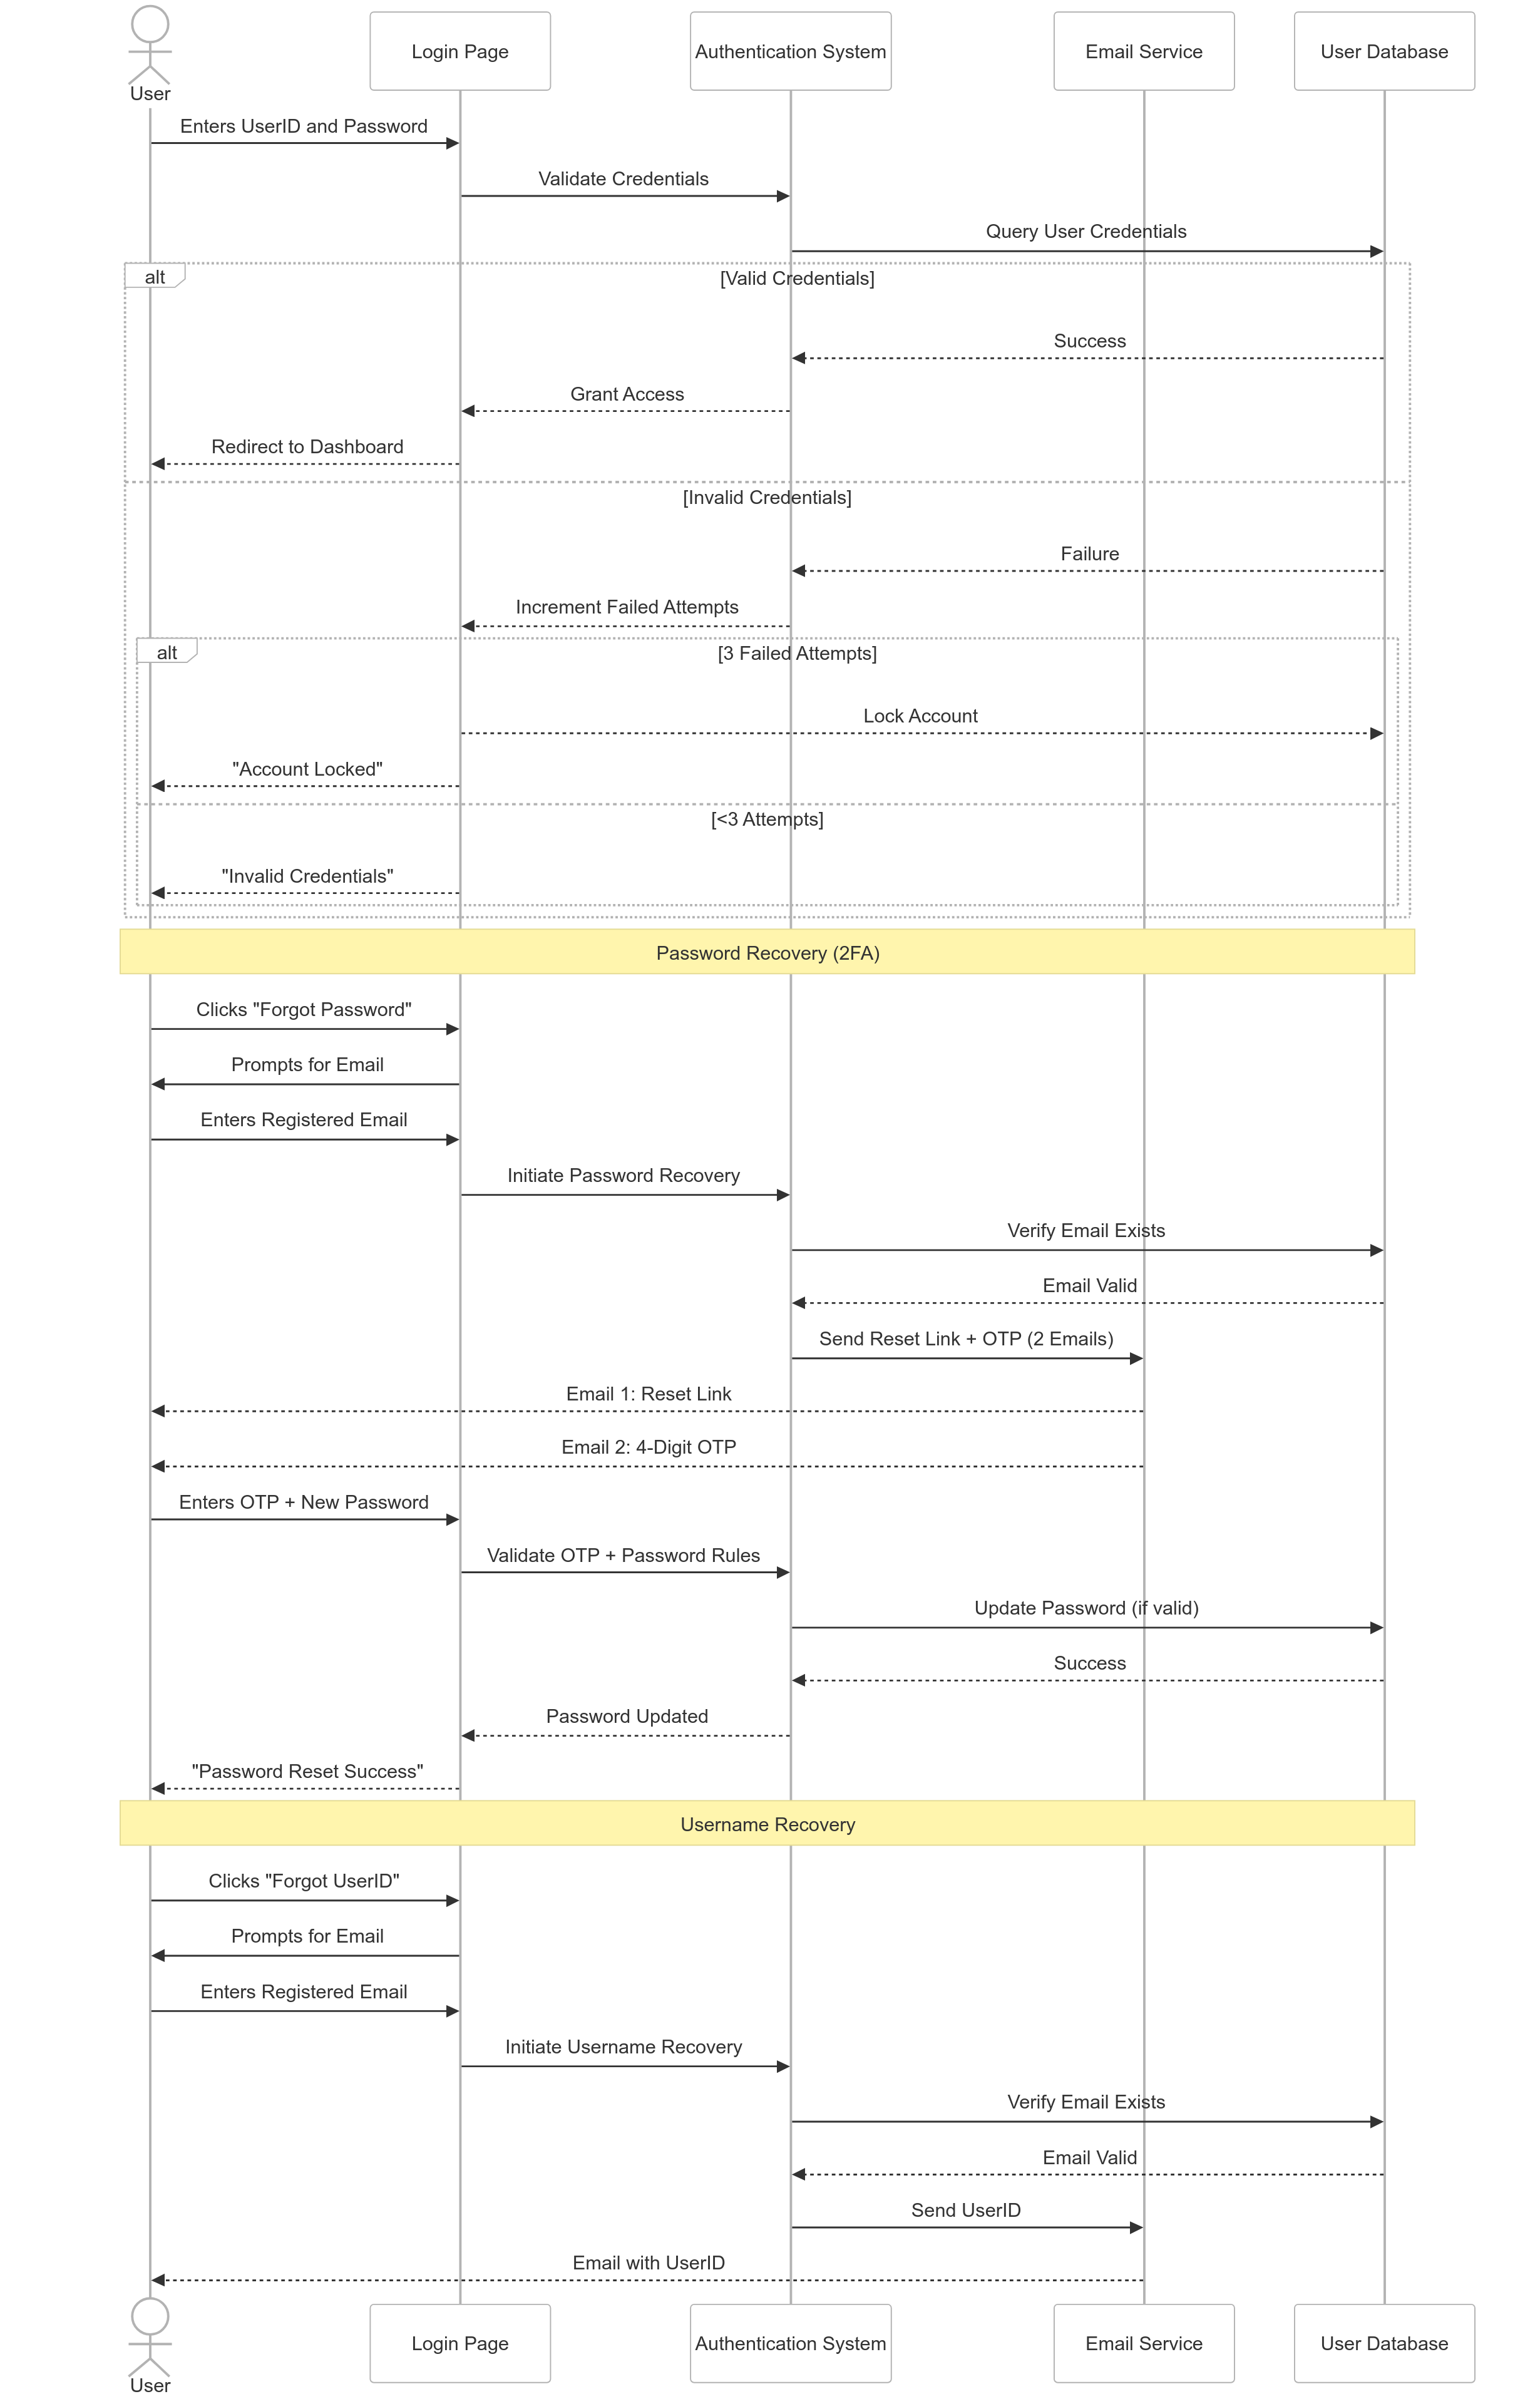 User
Login Page
Authentication System
Email Service
User Database
Enters UserID and Password
Validate Credentials
Query User Credentials
alt
[Valid Credentials]
Success
Grant Access
Redirect to Dashboard
[Invalid Credentials]
Failure
Increment Failed Attempts
alt
[3 Failed Attempts]
Lock Account
"Account Locked"
[<3 Attempts]
"Invalid Credentials"
Password Recovery (2FA)
Clicks "Forgot Password"
Prompts for Email
Enters Registered Email
Initiate Password Recovery
Verify Email Exists
Email Valid
Send Reset Link + OTP (2 Emails)
Email 1: Reset Link
Email 2: 4-Digit OTP
Enters OTP + New Password
Validate OTP + Password Rules
Update Password (if valid)
Success
Password Updated
"Password Reset Success"
Username Recovery
Clicks "Forgot UserID"
Prompts for Email
Enters Registered Email
Initiate Username Recovery
Verify Email Exists
Email Valid
Send UserID
Email with UserID
User
Login Page
Authentication System
Email Service
User Database